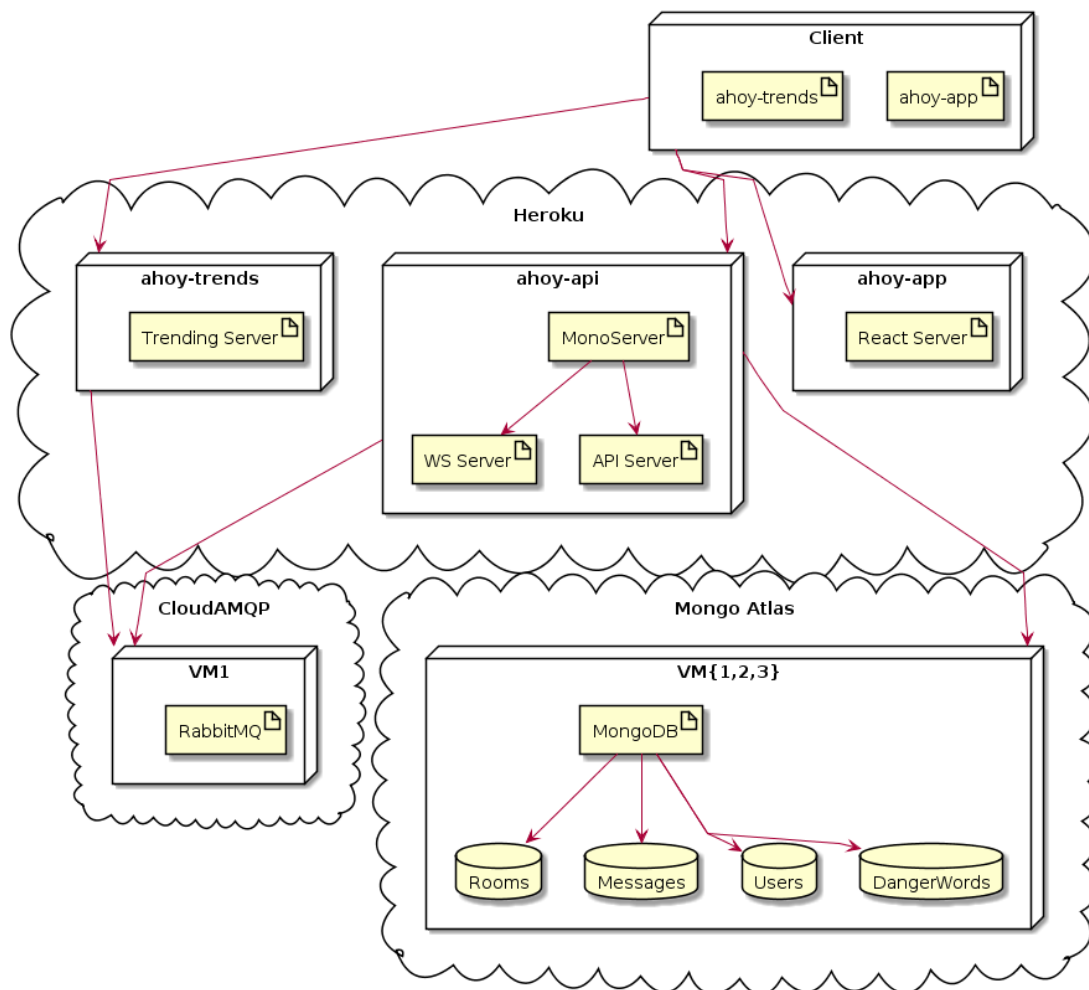 Client
ahoy-trends
ahoy-app
Heroku
ahoy-trends
ahoy-api
ahoy-app
Trending Server
MonoServer
React Server
WS Server
API Server
CloudAMQP
Mongo Atlas
VM1
VM{1,2,3}
RabbitMQ
MongoDB
Rooms
Messages
Users
DangerWords